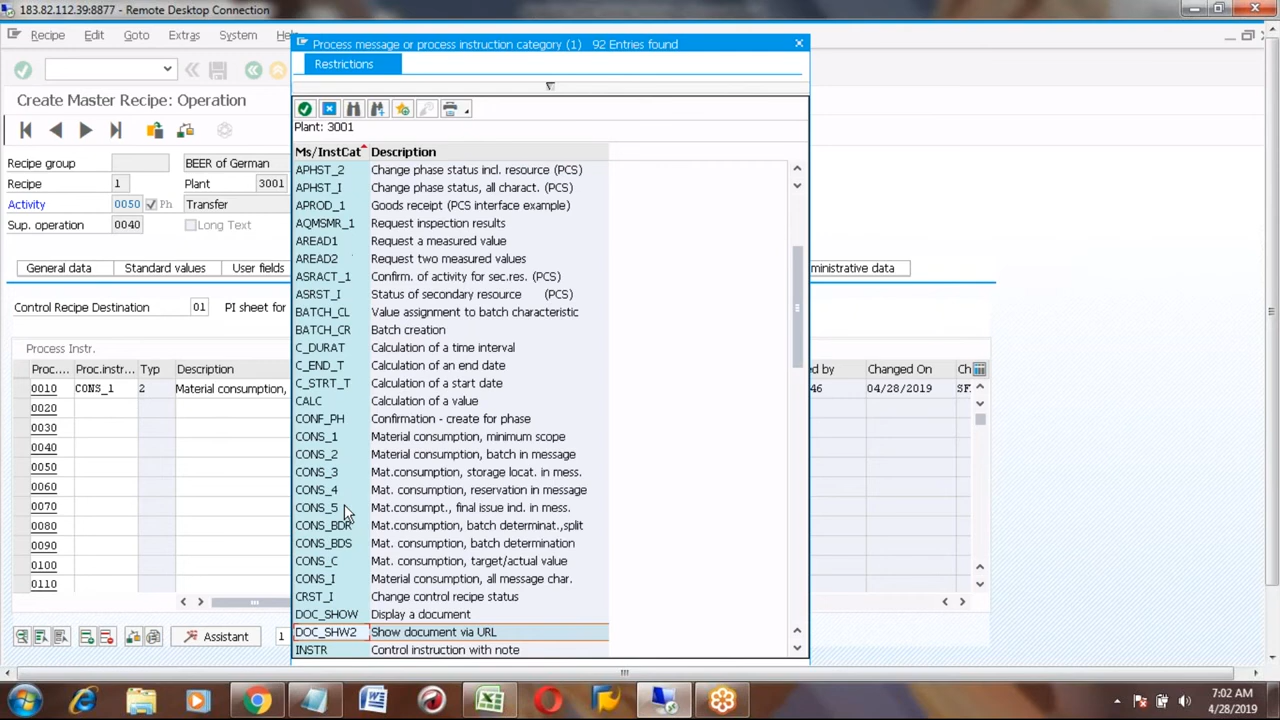 183.82.112.39:8877 - Remote Desktop Connection
Recipe Edit Goto Extras System
Create Master Recipe: Operation
Recipe group BEER of German
Recipe 1 Plant 3001
Activity 0050 Ph Transfer
Sup. operation 0040 Long Text
General data Standard values User fields ministrative data
Control Recipe Destination 01 PI sheet for
Process Instr.
Proc.... Proc.instr... Typ Description d by Changed On Ch
0010 CONS_1 2 Material consumption, 46 04/28/2019
0020
0030
0040
0050
0060
0070
0080
0090
0100
0110
Assistant 1
Process message or process instruction category (1) 92 Entries found
Restrictions
Plant: 3001
Ms/InstCat Description
APHST_2 Change phase status incl. resource (PCS)
APHST_I Change phase status, all charact. (PCS)
APROD_1 Goods receipt (PCS interface example)
AQMSMR_1 Request inspection results
AREAD1 Request a measured value
AREAD2 Request two measured values
ASRACT_1 Confirm. of activity for sec.res. (PCS)
ASRST_I Status of secondary resource (PCS)
BATCH_CL Value assignment to batch characteristic
BATCH_CR Batch creation
C_DURAT Calculation of a time interval
C_END_T Calculation of an end date
C_STRT_T Calculation of a start date
CALC Calculation of a value
CONF_PH Confirmation - create for phase
CONS_1 Material consumption, minimum scope
CONS_2 Material consumption, batch in message
CONS_3 Mat.consumption, storage locat. in mess.
CONS_4 Mat. consumption, reservation in message
CONS_5 Mat.consumpt., final issue ind. in mess.
CONS_BDR Mat.consumption, batch determinat.,split
CONS_BDS Mat. consumption, batch determination
CONS_C Mat. consumption, target/actual value
CONS_I Material consumption, all message char.
CRST_I Change control recipe status
DOC_SHOW Display a document
DOC_SHW2 Show document via URL
INSTR Control instruction with note
7:02 AM
4/28/2019